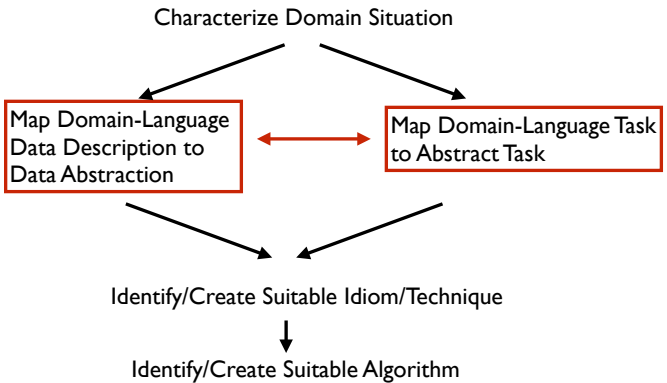 Characterize Domain Situation
Map Domain-Language
Data Description to
Data Abstraction
Map Domain-Language Task
to Abstract Task
Identify/Create Suitable Idiom/Technique
Identify/Create Suitable Algorithm